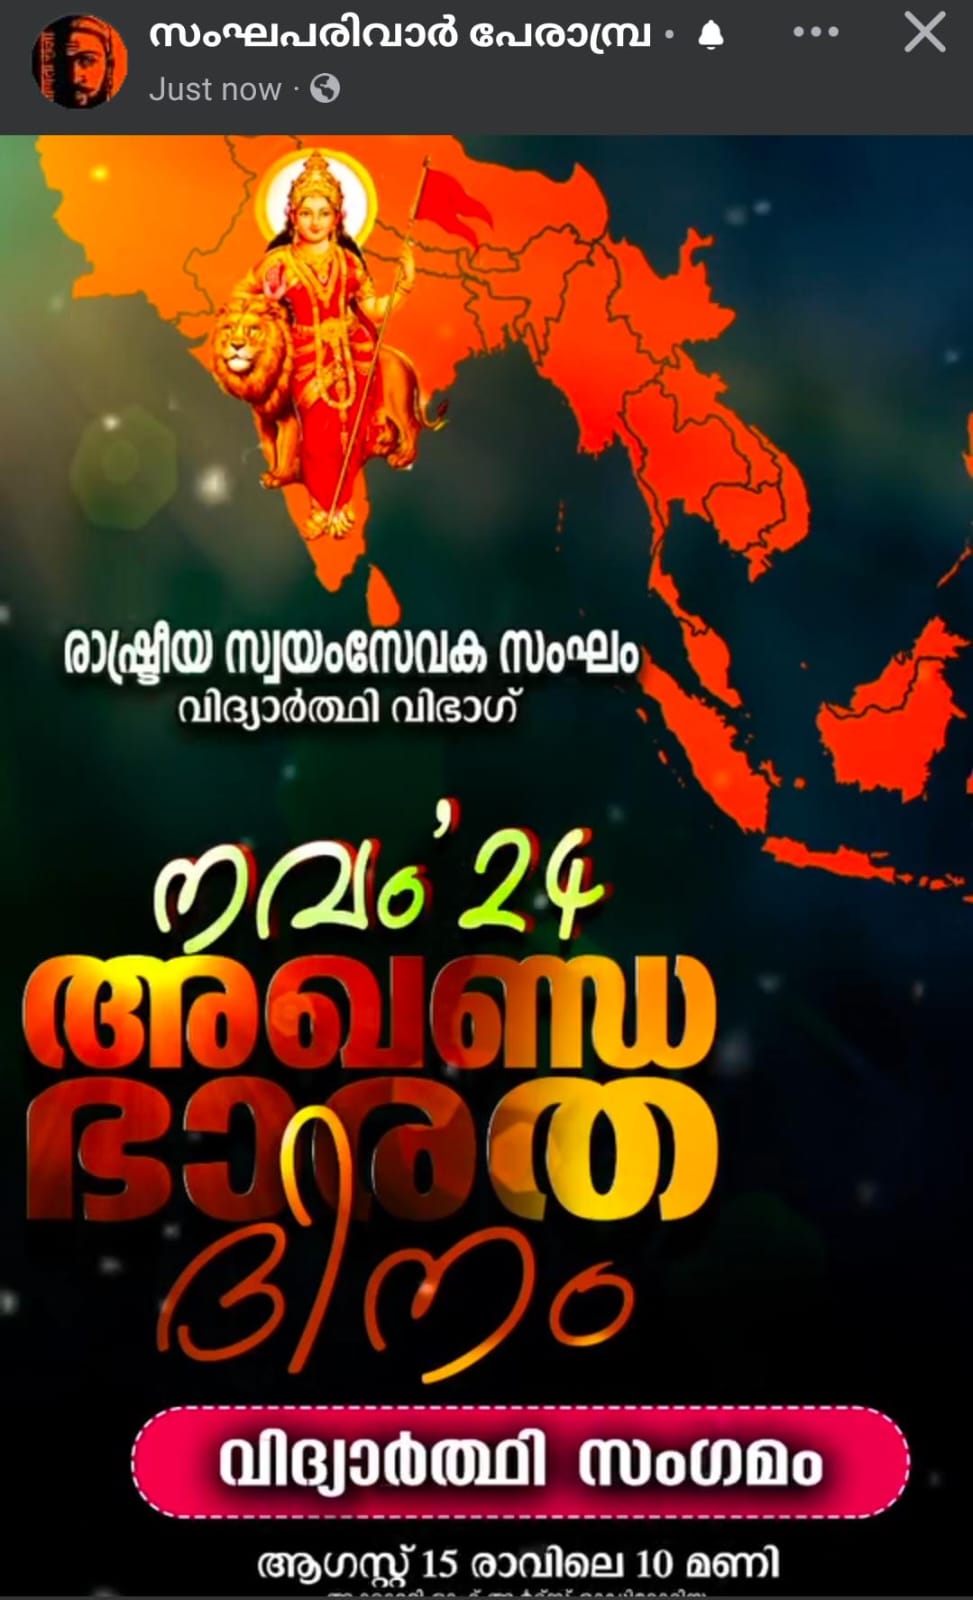 സംഘപരിവാർ പേരാമ്പ്ര
Just now
രാഷ്ട്രീയ സ്വയംസേവക സംഘം
വിദ്യാർത്ഥി വിഭാഗ്
നവം'24
അഖണ്ഡ
ഭാരത
ദിനം
വിദ്യാർത്ഥി സംഗമം
ആഗസ്റ്റ് 15 രാവിലെ 10 മണി